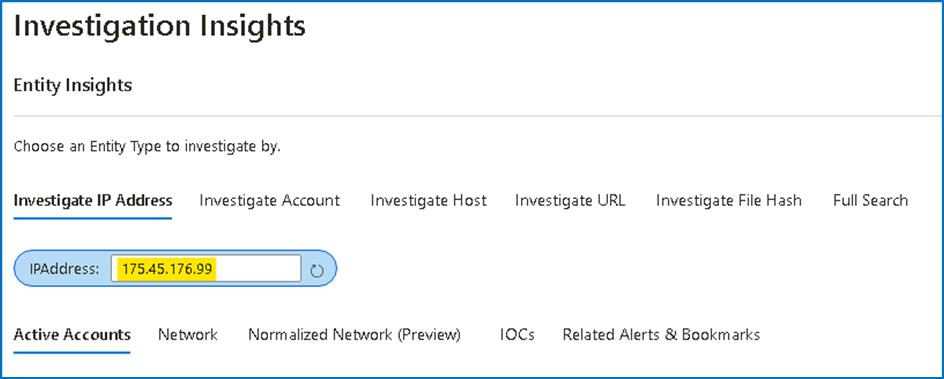 Investigation Insights
Entity Insights
Choose an Entity Type to investigate by.
Investigate IP Address Investigate Account Investigate Host Investigate URL Investigate File Hash Full Search
IPAddress: 175.45.176.99
Active Accounts Network Normalized Network (Preview) IOCs Related Alerts & Bookmarks